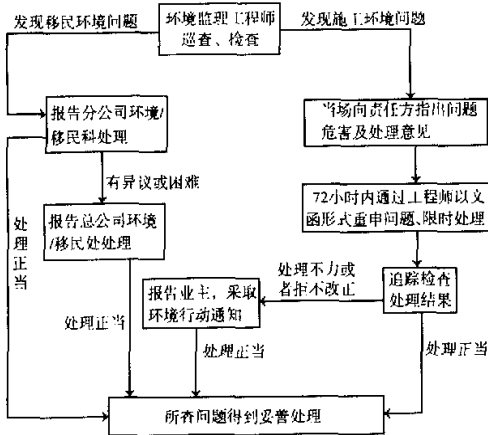 发现移民环境问题
环境监理工程师
巡查、检查
发现施工环境问题
报告分公司环境/
移民科处理
当场向责任方指出问题
危害及处理意见
有异议或困难
72小时内通过工程师以文
函形式重申问题、限时处理
报告总公司环境
/移民处处理
处理正当
处理不力或
者拒不改正
追踪检查
处理结果
报告业主,采取
环境行动通知
处理正当
处理正当
处理正当
所查问题得到妥善处理